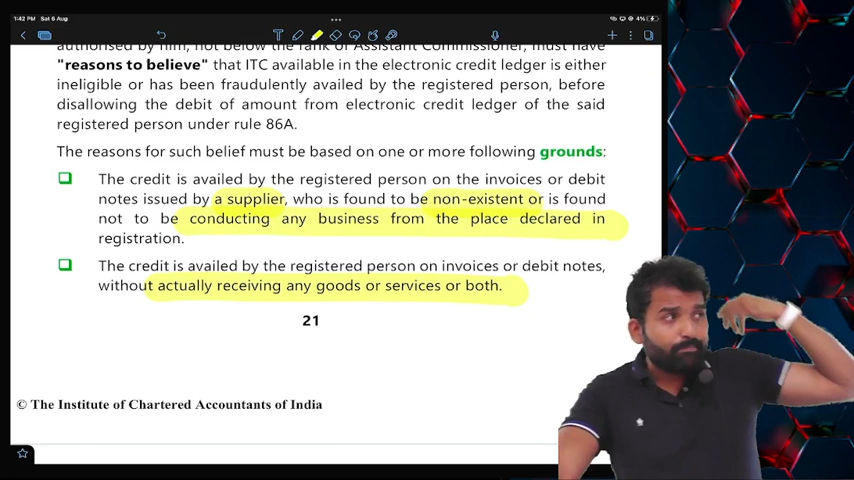 1:42 PM Sat 6 Aug
4%
authorised by him, not below the rank of Assistant Commissioner, must have
"reasons to believe" that ITC available in the electronic credit ledger is either
ineligible or has been fraudulently availed by the registered person, before
disallowing the debit of amount from electronic credit ledger of the said
registered person under rule 86A.
The reasons for such belief must be based on one or more following grounds:
The credit is availed by the registered person on the invoices or debit
notes issued by a supplier, who is found to be non-existent or is found
not to be conducting any business from the place declared in
registration.
The credit is availed by the registered person on invoices or debit notes,
without actually receiving any goods or services or both.
21
© The Institute of Chartered Accountants of India